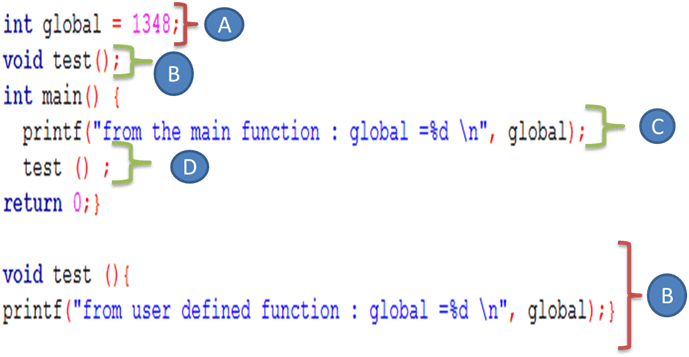 int global = 1348; A
void test(); B
int main() {
printf("from the main function : global =%d \n", global); C
test () ; D
return 0;}
void test (){
printf("from user defined function : global =%d \n", global);} B